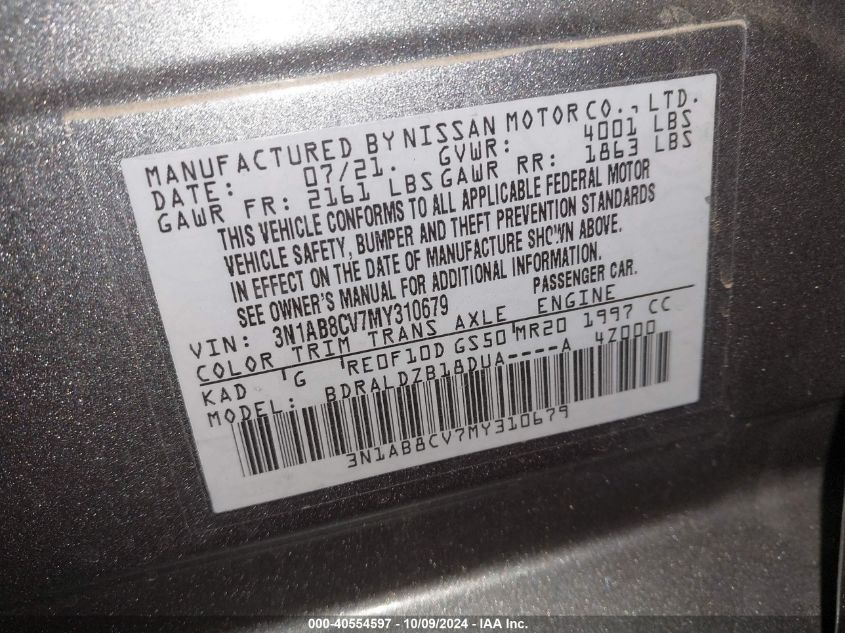 MANUFACTURED BY NISSAN MOTOR CO., LTD.
DATE: 07/21. GVWR: 4001 LBS
GAWR FR: 2161 LBS GAWR RR: 1863 LBS
THIS VEHICLE CONFORMS TO ALL APPLICABLE FEDERAL MOTOR
VEHICLE SAFETY, BUMPER AND THEFT PREVENTION STANDARDS
IN EFFECT ON THE DATE OF MANUFACTURE SHOWN ABOVE.
SEE OWNER'S MANUAL FOR ADDITIONAL INFORMATION.
VIN: 3N1AB8CV7MY310679 PASSENGER CAR.
COLOR TRIM TRANS AXLE ENGINE
KAD G RE0F10D GS50 MR20 1997 CC
MODEL: BDRALDZB18DUA----A 4Z000
3N1AB8CV7MY310679
000-40554597 - 10/09/2024 - IAA Inc.